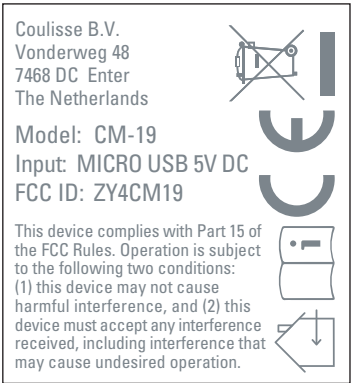 Coulisse B.V.
Vonderweg 48
7468 DC Enter
The Netherlands
Model: CM-19
Input: MICRO USB 5V DC
FCC ID: ZY4CM19
This device complies with Part 15 of
the FCC Rules. Operation is subject
to the following two conditions:
(1) this device may not cause
harmful interference, and (2) this
device must accept any interference
received, including interference that
may cause undesired operation.